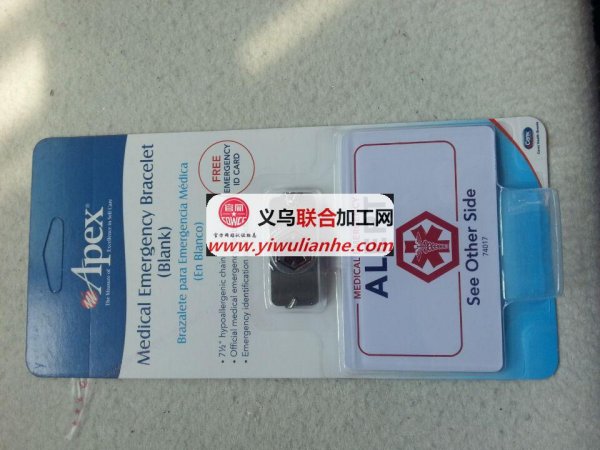 Apex®
The Measure of Excellence in Self-Care
Medical Emergency Bracelet
(Blank)
Brazalete para Emergencia Médica
(En Blanco)
• 7½" hypoallergenic chain
• Official medical emergen
• Emergency identification
FREE
EMERGENCY
ID CARD
义乌联合加工网
www.yiwulianhe.com
MEDICAL
AL
See Other Side
74017